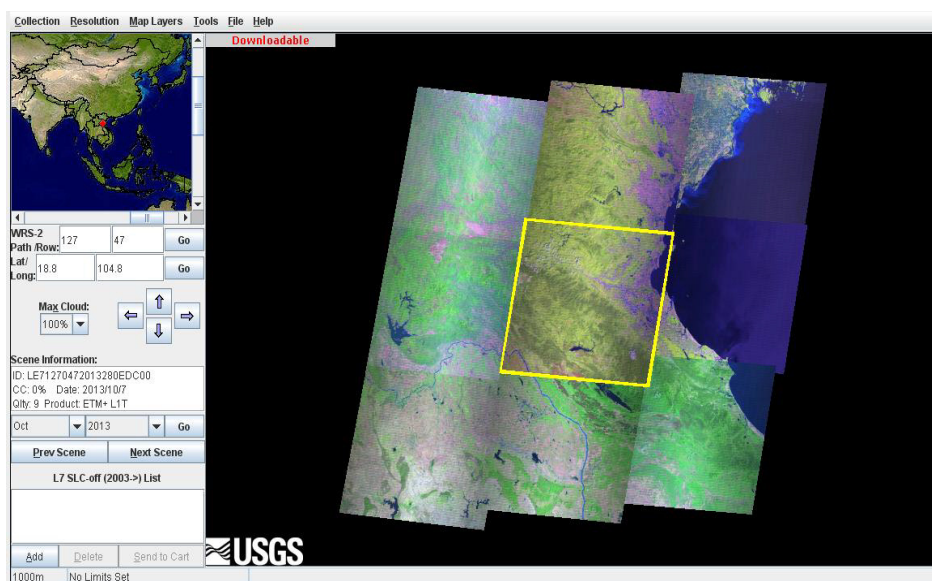 Collection Resolution Map Layers Tools File Help
Downloadable
WRS-2
Path /Row: 127 47 Go
Lat/
Long: 18.8 104.8 Go
Max Cloud:
100%
Scene Information:
ID: LE71270472013280EDC00
CC: 0% Date: 2013/10/7
Qlty: 9 Product: ETM+ L1T
Oct 2013 Go
Prev Scene Next Scene
L7 SLC-off (2003->) List
Add Delete Send to Cart
USGS
1000m No Limits Set